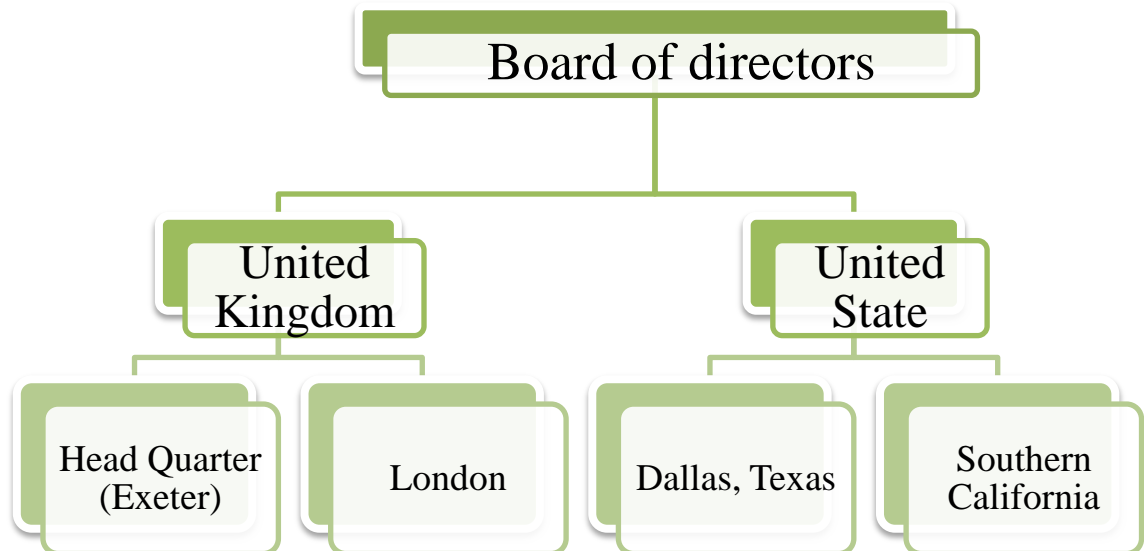 Board of directors
United
Kingdom
United
State
Head Quarter
(Exeter)
London
Dallas, Texas
Southern
California